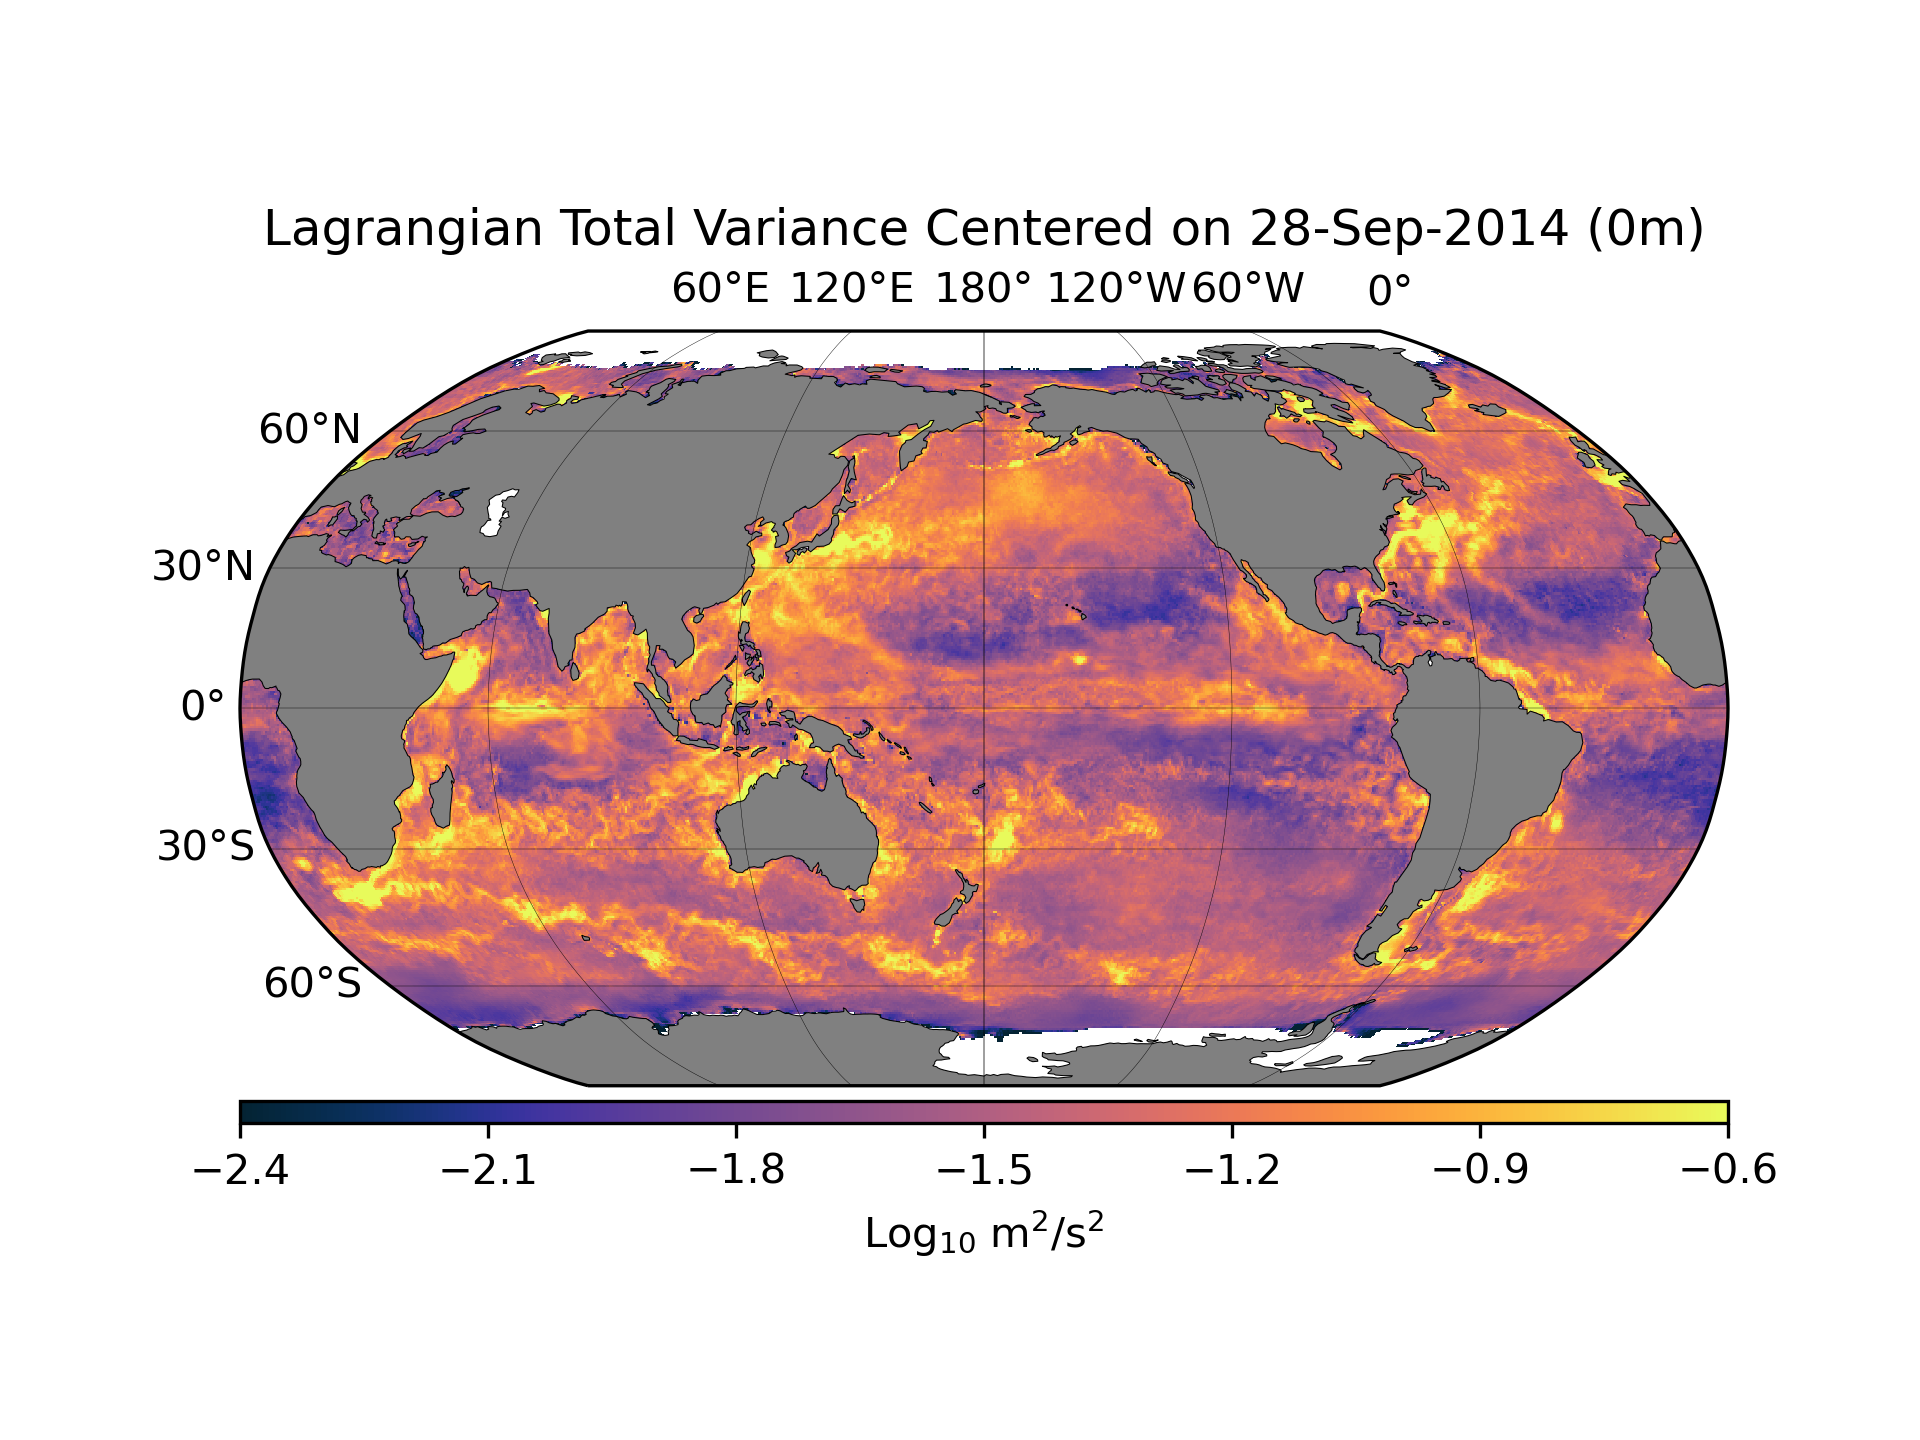 Lagrangian Total Variance Centered on 28-Sep-2014 (0m)
60°E 120°E 180° 120°W 60°W 0°
60°N
30°N
0°
30°S
60°S
−2.4 −2.1 −1.8 −1.5 −1.2 −0.9 −0.6
Log₁₀ m²/s²